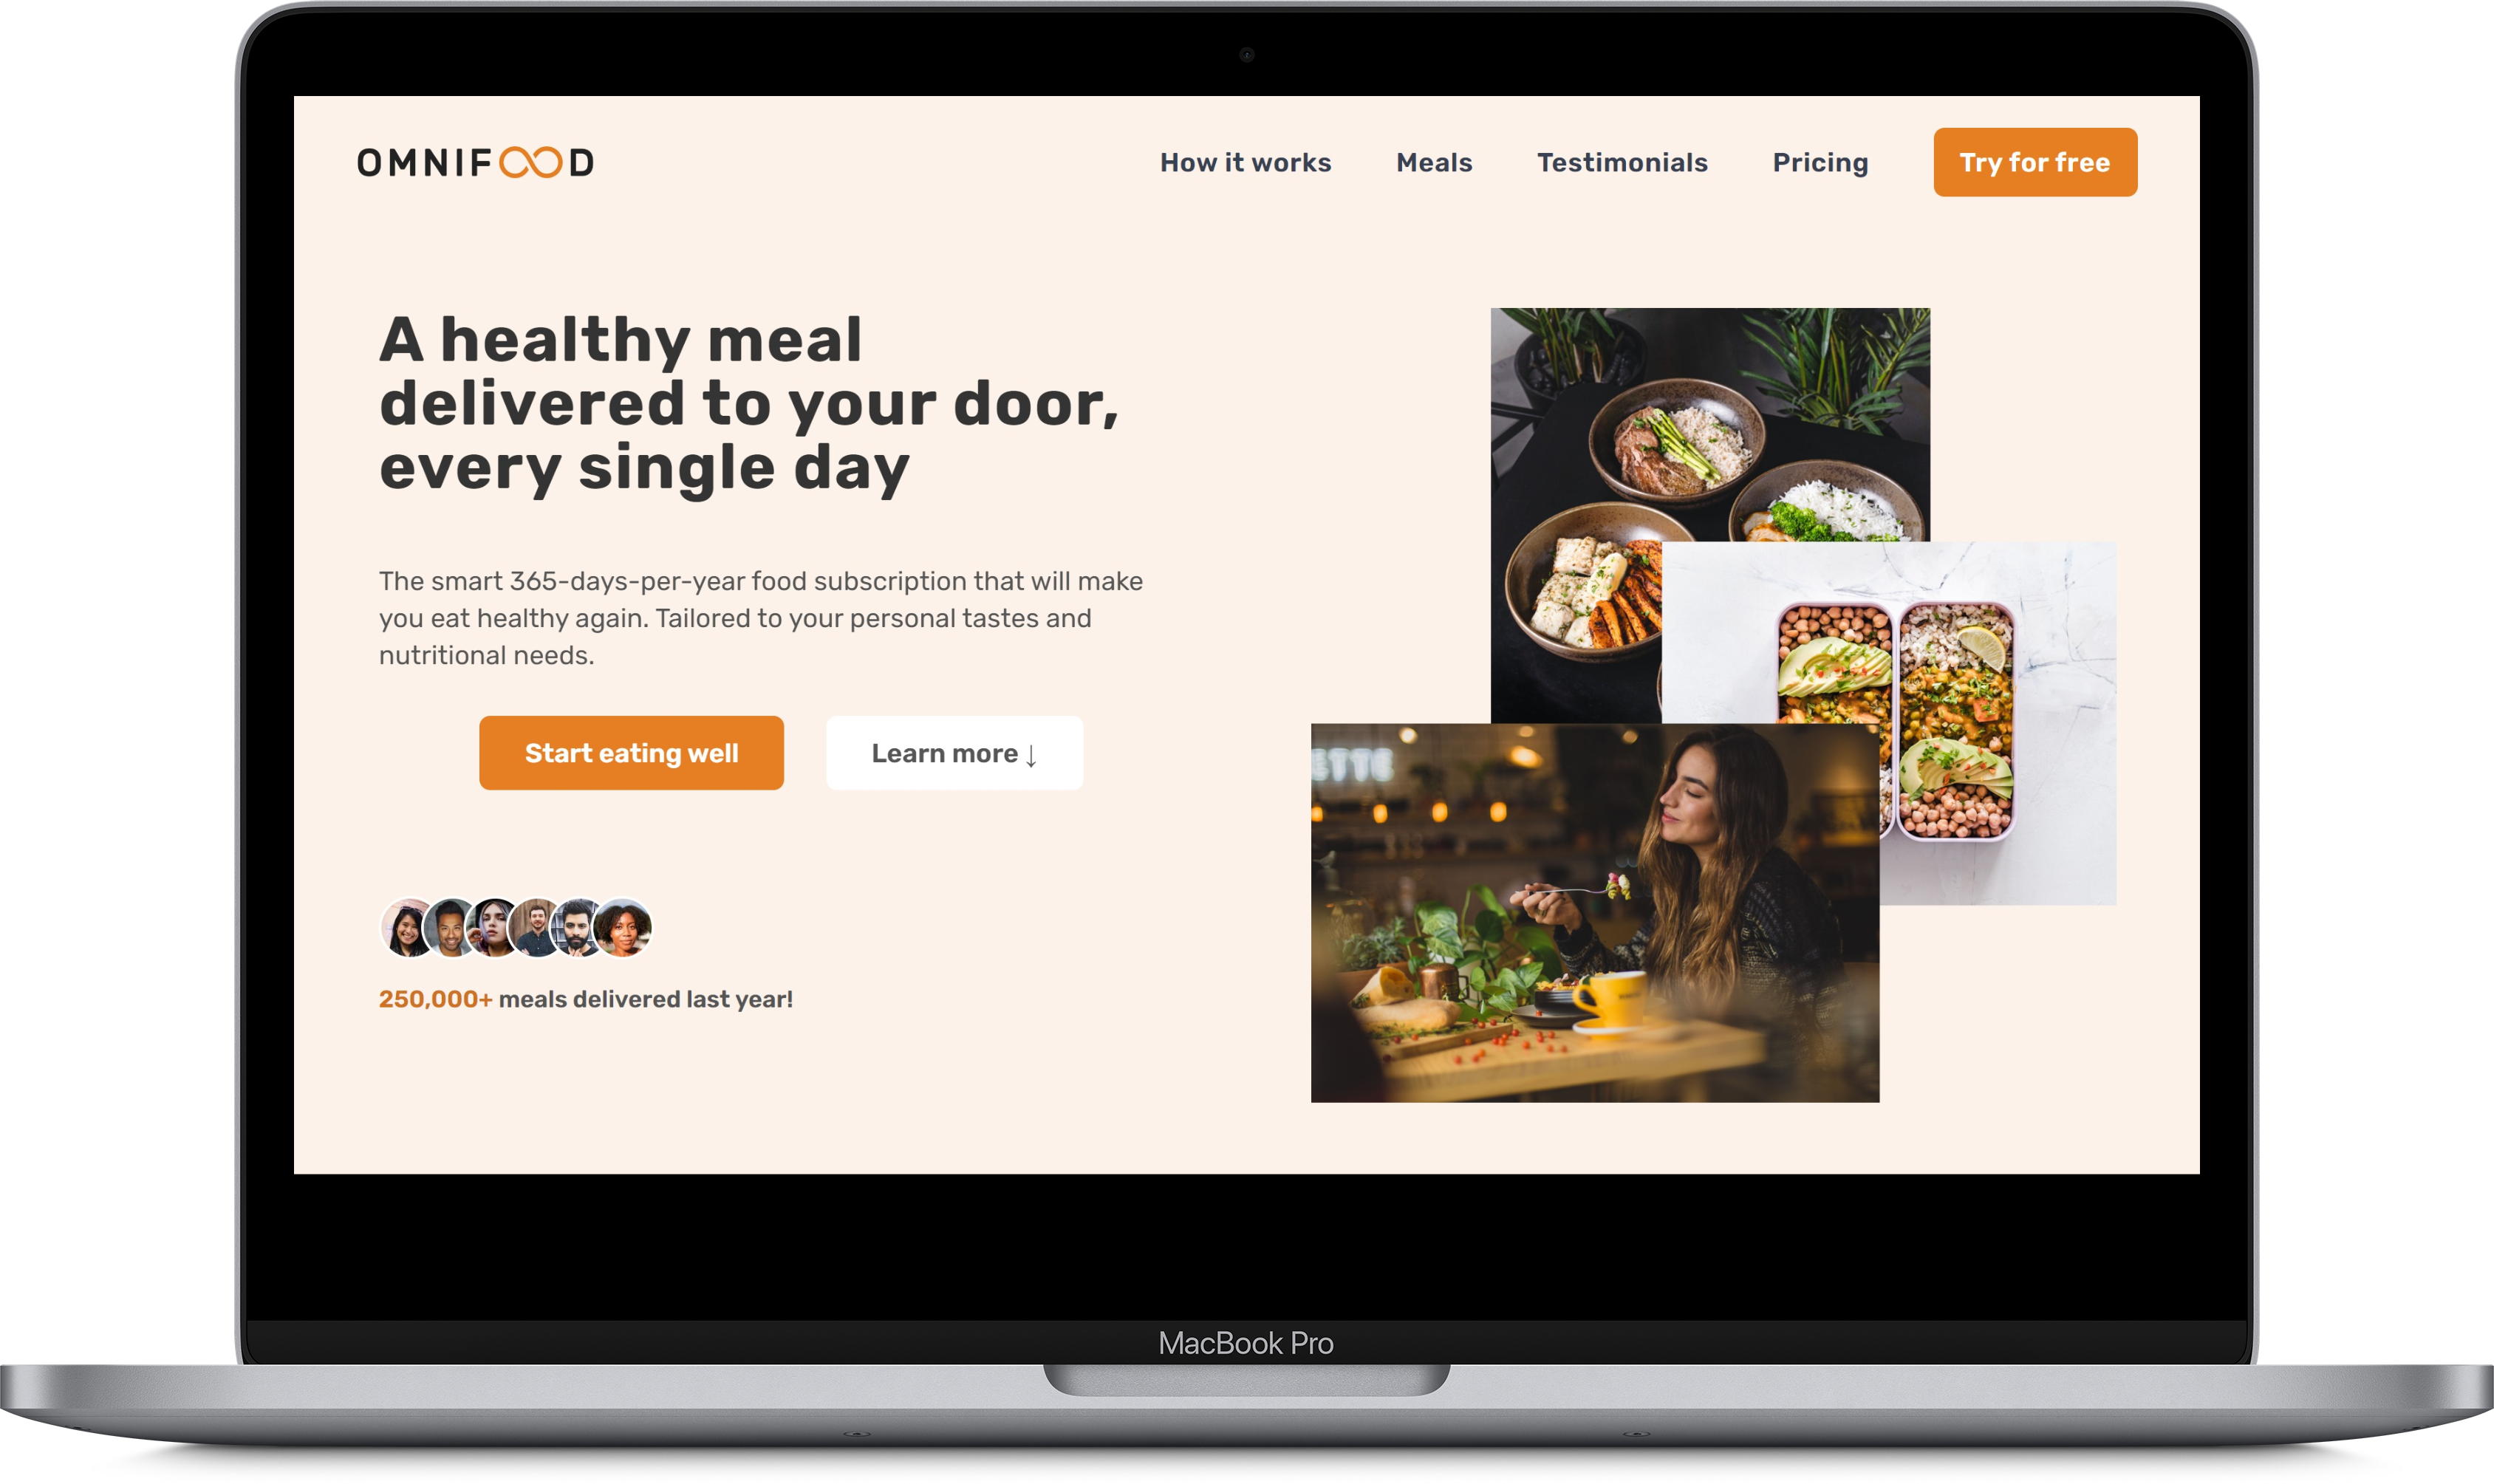 OMNIFOOD
How it works Meals Testimonials Pricing Try for free
A healthy meal
delivered to your door,
every single day
The smart 365-days-per-year food subscription that will make
you eat healthy again. Tailored to your personal tastes and
nutritional needs.
Start eating well Learn more ↓
ETTE
250,000+ meals delivered last year!
MacBook Pro